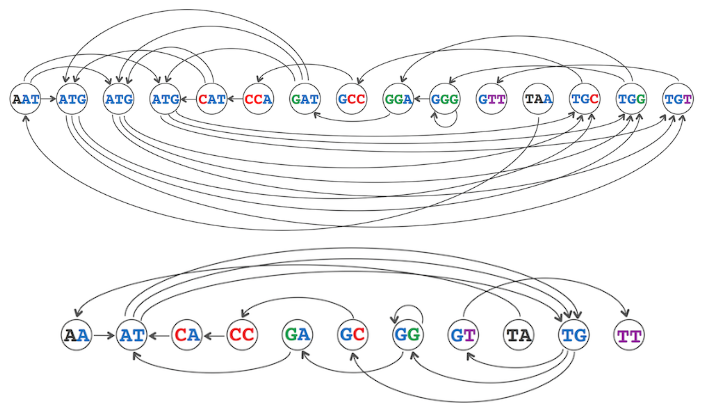 AAT ATG ATG ATG CAT CCA GAT GCC GGA GGG GTT TAA TGC TGG TGT
AA AT CA CC GA GC GG GT TA TG TT